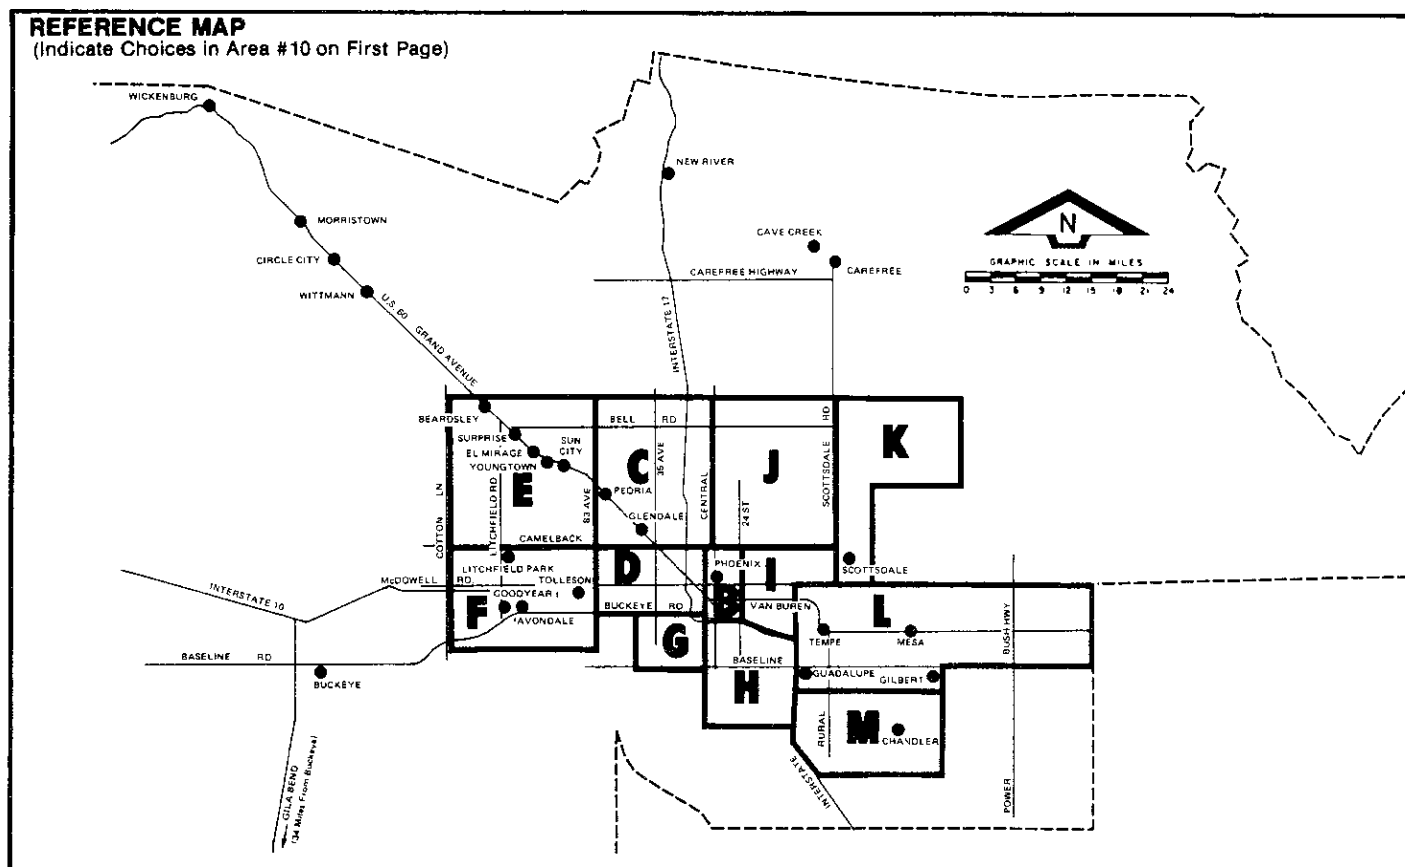 REFERENCE MAP
(Indicate Choices in Area #10 on First Page)
WICKENBURG
NEW RIVER
MORRISTOWN
N
CAVE CREEK
CIRCLE CITY
GRAPHIC SCALE IN MILES
CAREFREE HIGHWAY
CAREFREE
WITTMANN
0 3 6 9 12 15 18 21 24
U.S. 60 GRAND AVENUE
INTERSTATE 17
BEARDSLEY
BELL RD
SCOTTSDALE RD
K
SURPRISE
SUN
CITY
EL MIRAGE
YOUNGTOWN
C
35 AVE
J
E
PEORIA
COTTON LN
LITCHFIELD RD
83 AVE
CENTRAL
24 ST
GLENDALE
CAMELBACK
LITCHFIELD PARK
D
PHOENIX
I
SCOTTSDALE
McDOWELL RD.
TOLLESON
INTERSTATE 10
GOODYEAR
F
AVONDALE
BUCKEYE RD
B
VAN BUREN
L
BUSH HWY
TEMPE
MESA
G
BASELINE RD
BASELINE
BUCKEYE
GUADALUPE
GILBERT
H
RURAL
M
CHANDLER
INTERSTATE
POWER
GILA BEND
(34 Miles From Buckeye)